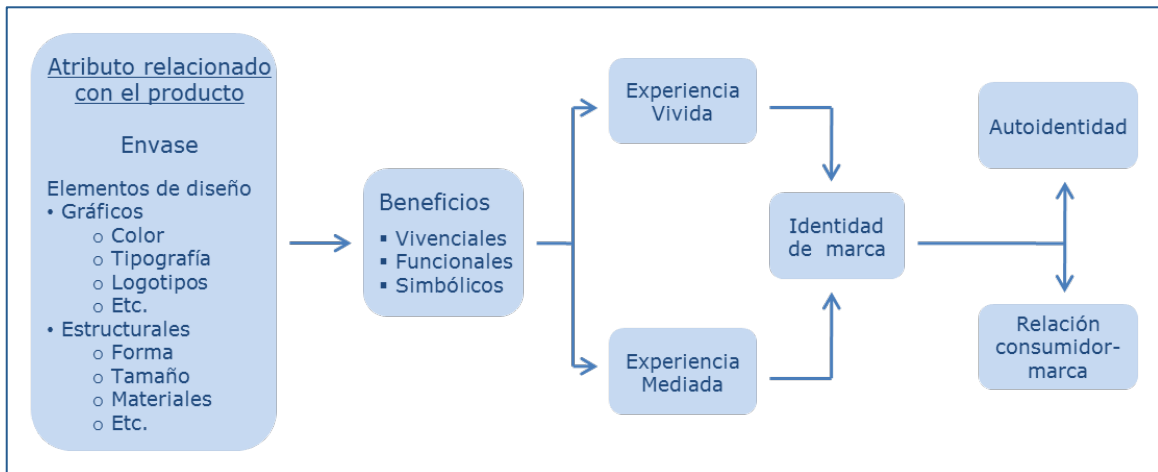 Atributo relacionado
con el producto
Envase
Elementos de diseño
• Gráficos
o Color
o Tipografía
o Logotipos
o Etc.
• Estructurales
o Forma
o Tamaño
o Materiales
o Etc.
Beneficios
▪ Vivenciales
▪ Funcionales
▪ Simbólicos
Experiencia
Vivida
Experiencia
Mediada
Identidad
de marca
Autoidentidad
Relación
consumidor-
marca